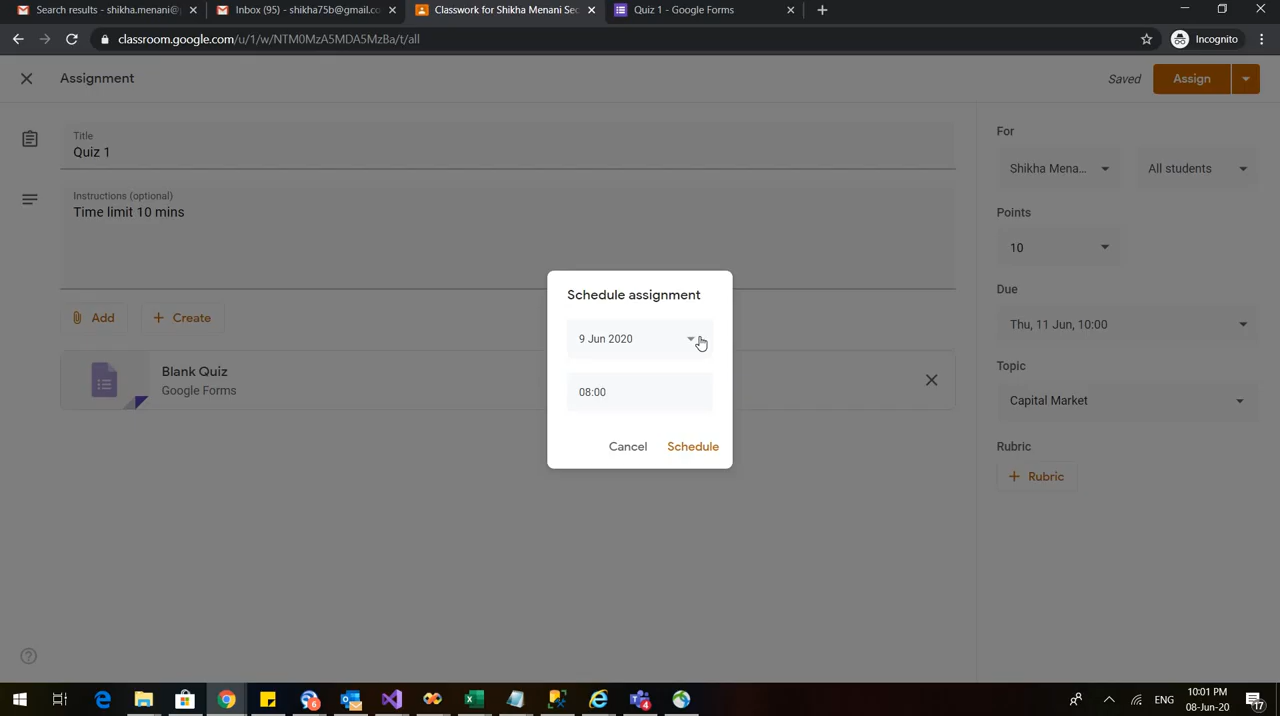 Search results - shikha.menani@
Inbox (95) - shikha75b@gmail.co
Classwork for Shikha Menani Sec
Quiz 1 - Google Forms
classroom.google.com/u/1/w/NTM0MzA5MDA5MzBa/t/all
Incognito
Assignment
Saved
Assign
Title
Quiz 1
Instructions (optional)
Time limit 10 mins
Add
Create
Blank Quiz
Google Forms
For
Shikha Mena...
All students
Points
10
Due
Thu, 11 Jun, 10:00
Topic
Capital Market
Rubric
Rubric
Schedule assignment
9 Jun 2020
08:00
Cancel
Schedule
6
4
ENG
10:01 PM
08-Jun-20
17